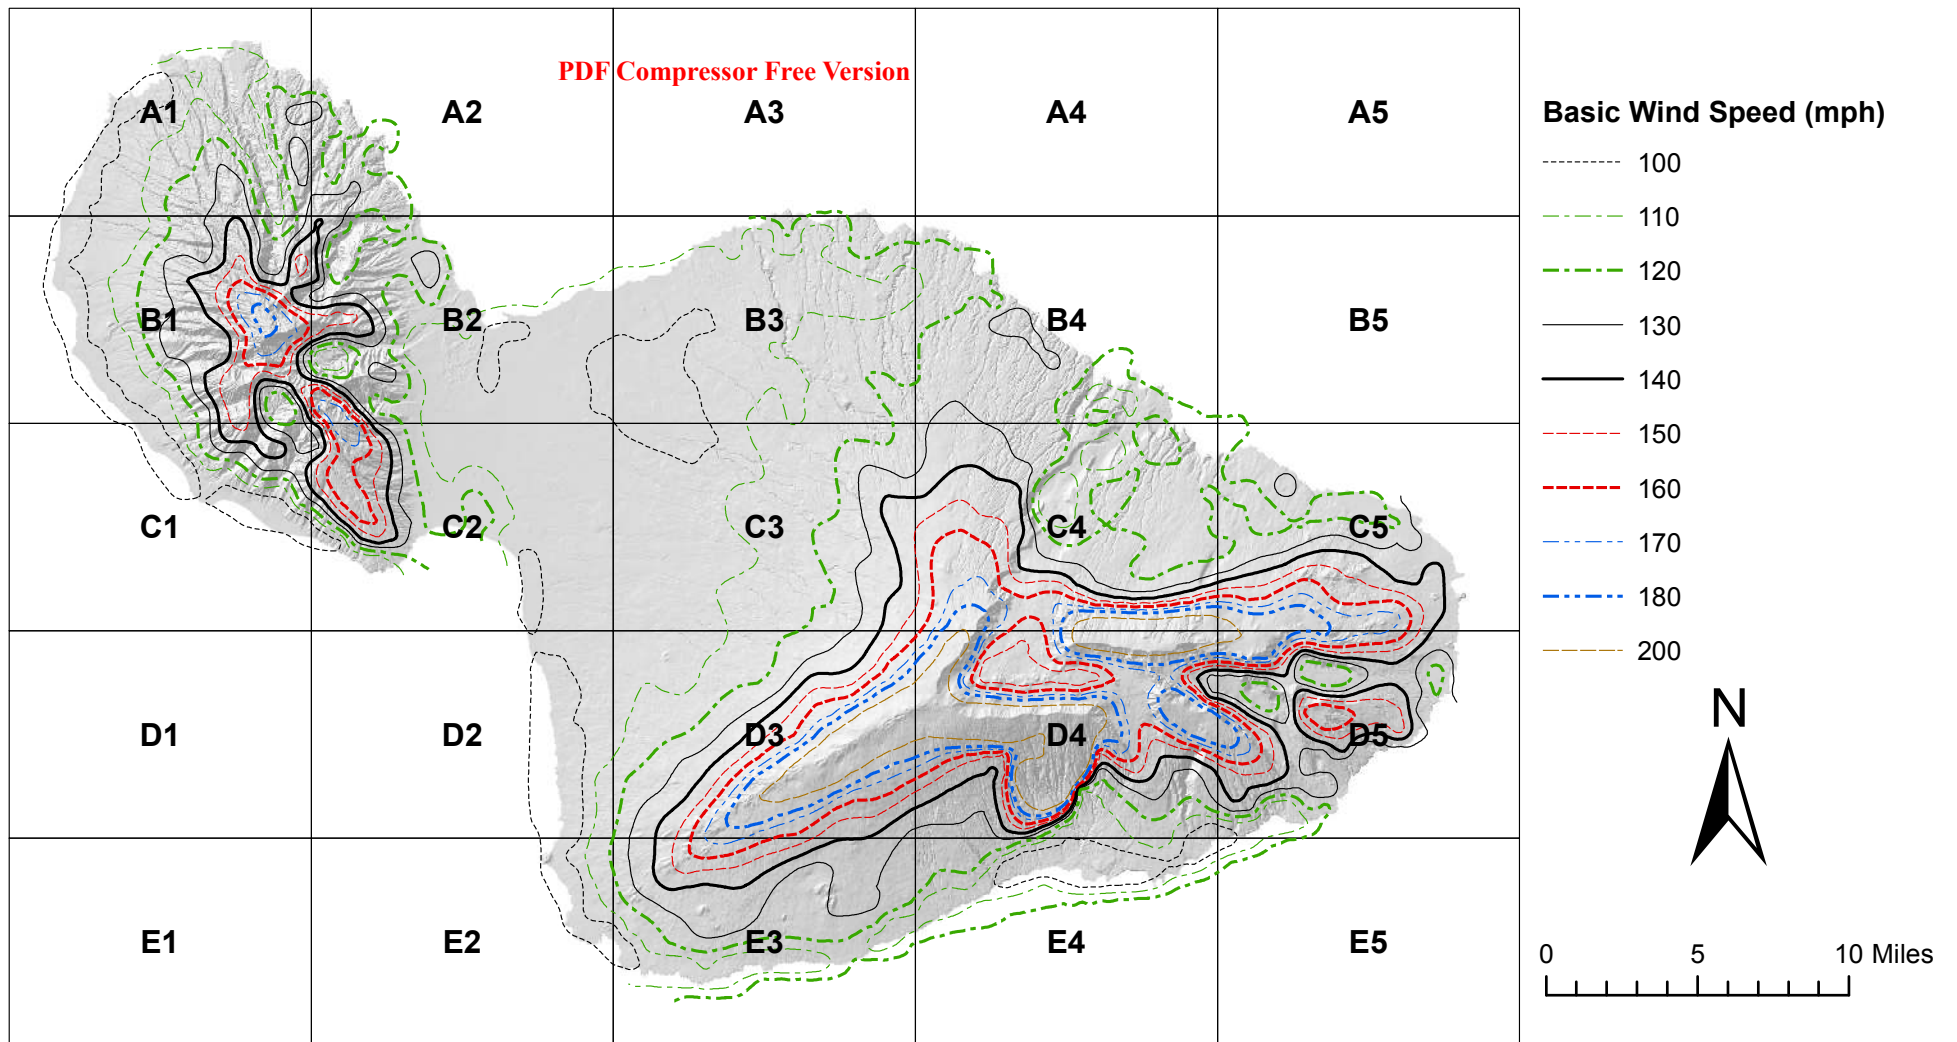 PDF Compressor Free Version
A1 A2 A3 A4 A5
B1 B2 B3 B4 B5
C1 C2 C3 C4 C5
D1 D2 D3 D4 D5
E1 E2 E3 E4 E5
Basic Wind Speed (mph)
100
110
120
130
140
150
160
170
180
200
N
0 5 10 Miles